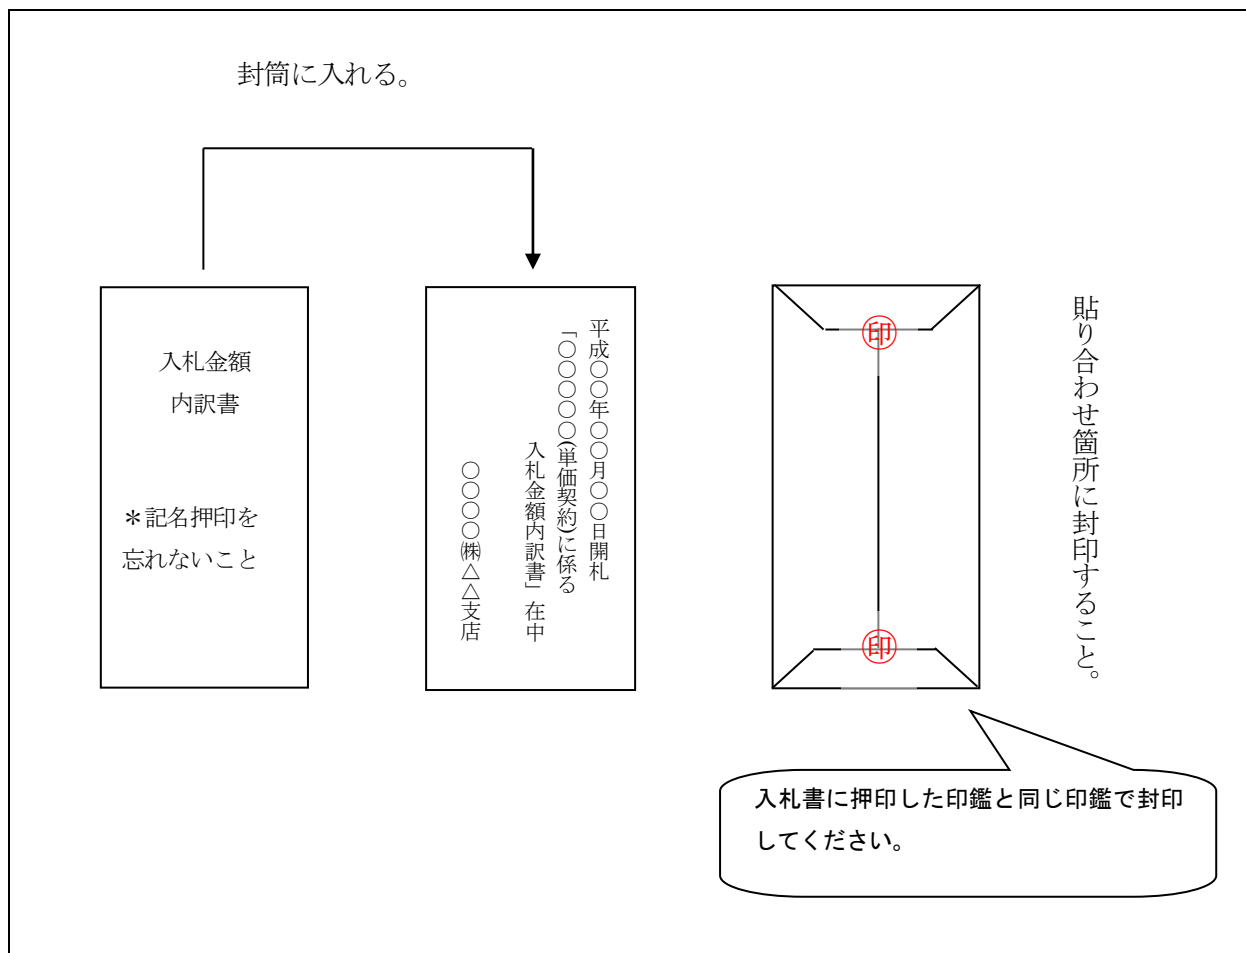 封筒に入れる。
入札金額
内訳書
＊記名押印を
忘れないこと
平成〇〇年〇〇月〇〇日開札
「〇〇〇〇〇(単価契約)に係る
入札金額内訳書」在中
〇〇〇〇㈱△△支店
印
印
貼り合わせ箇所に封印すること。
入札書に押印した印鑑と同じ印鑑で封印
してください。